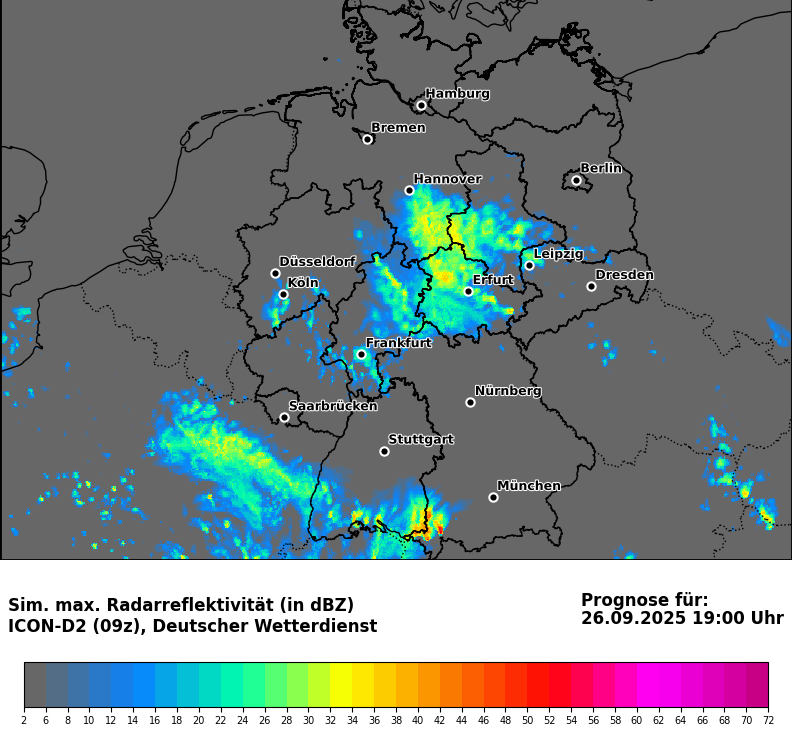 Hamburg
Bremen
Berlin
Hannover
Leipzig
Düsseldorf
Dresden
Erfurt
Köln
Frankfurt
Nürnberg
Saarbrücken
Stuttgart
München
Sim. max. Radarreflektivität (in dBZ)
ICON-D2 (09z), Deutscher Wetterdienst
Prognose für:
26.09.2025 19:00 Uhr
2 6 8 10 12 14 16 18 20 22 24 26 28 30 32 34 36 38 40 42 44 46 48 50 52 54 56 58 60 62 64 66 68 70 72